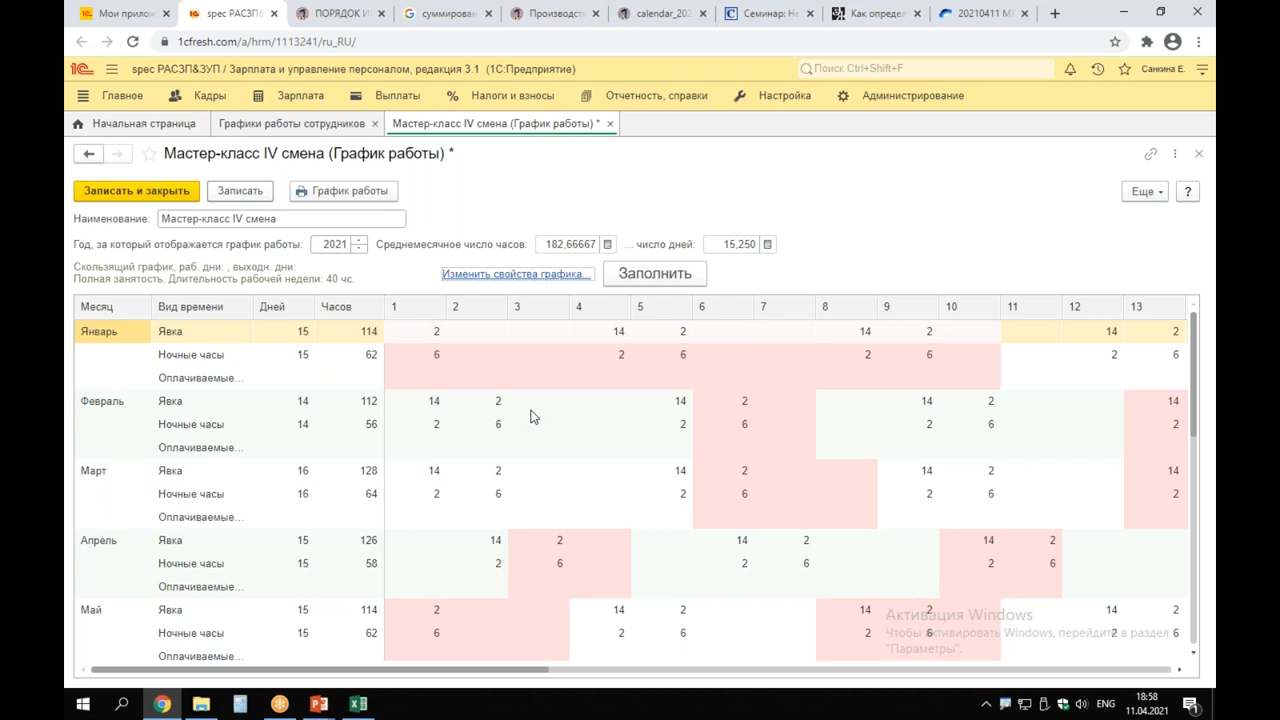 Мои прилож
spec РАСЗП&
ПОРЯДОК И
суммирован
Производст
calendar_202
Семинар: Не
Как определ
20210411 М
1cfresh.com/a/hrm/1113241/ru_RU/
spec РАСЗП&ЗУП / Зарплата и управление персоналом, редакция 3.1 (1С:Предприятие)
Поиск Ctrl+Shift+F
Санкина Е.
Главное Кадры Зарплата Выплаты % Налоги и взносы Отчетность, справки Настройка Администрирование
Начальная страница Графики работы сотрудников × Мастер-класс IV смена (График работы) * ×
Мастер-класс IV смена (График работы) *
Записать и закрыть Записать График работы Еще ?
Наименование: Мастер-класс IV смена
Год, за который отображается график работы: 2021 Среднемесячное число часов: 182,66667 ... число дней: 15,250
Скользящий график, раб. дни: , выходн. дни:
Полная занятость. Длительность рабочей недели: 40 чс.
Изменить свойства графика... Заполнить
Месяц Вид времени Дней Часов 1 2 3 4 5 6 7 8 9 10 11 12 13
Январь Явка 15 114 2 14 2 14 2 14 2
Ночные часы 15 62 6 2 6 2 6 2 6
Оплачиваемые...
Февраль Явка 14 112 14 2 14 2 14 2 14
Ночные часы 14 56 2 6 2 6 2 6 2
Оплачиваемые...
Март Явка 16 128 14 2 14 2 14 2 14
Ночные часы 16 64 2 6 2 6 2 6 2
Оплачиваемые...
Апрель Явка 15 126 14 2 14 2 14 2
Ночные часы 15 58 2 6 2 6 2 6
Оплачиваемые...
Май Явка 15 114 2 14 2 14 2 14 2
Ночные часы 15 62 6 2 6 2 6 2 6
Оплачиваемые...
Активация Windows
Чтобы активировать Windows, перейдите в раздел
"Параметры".
ENG
18:58
11.04.2021
1